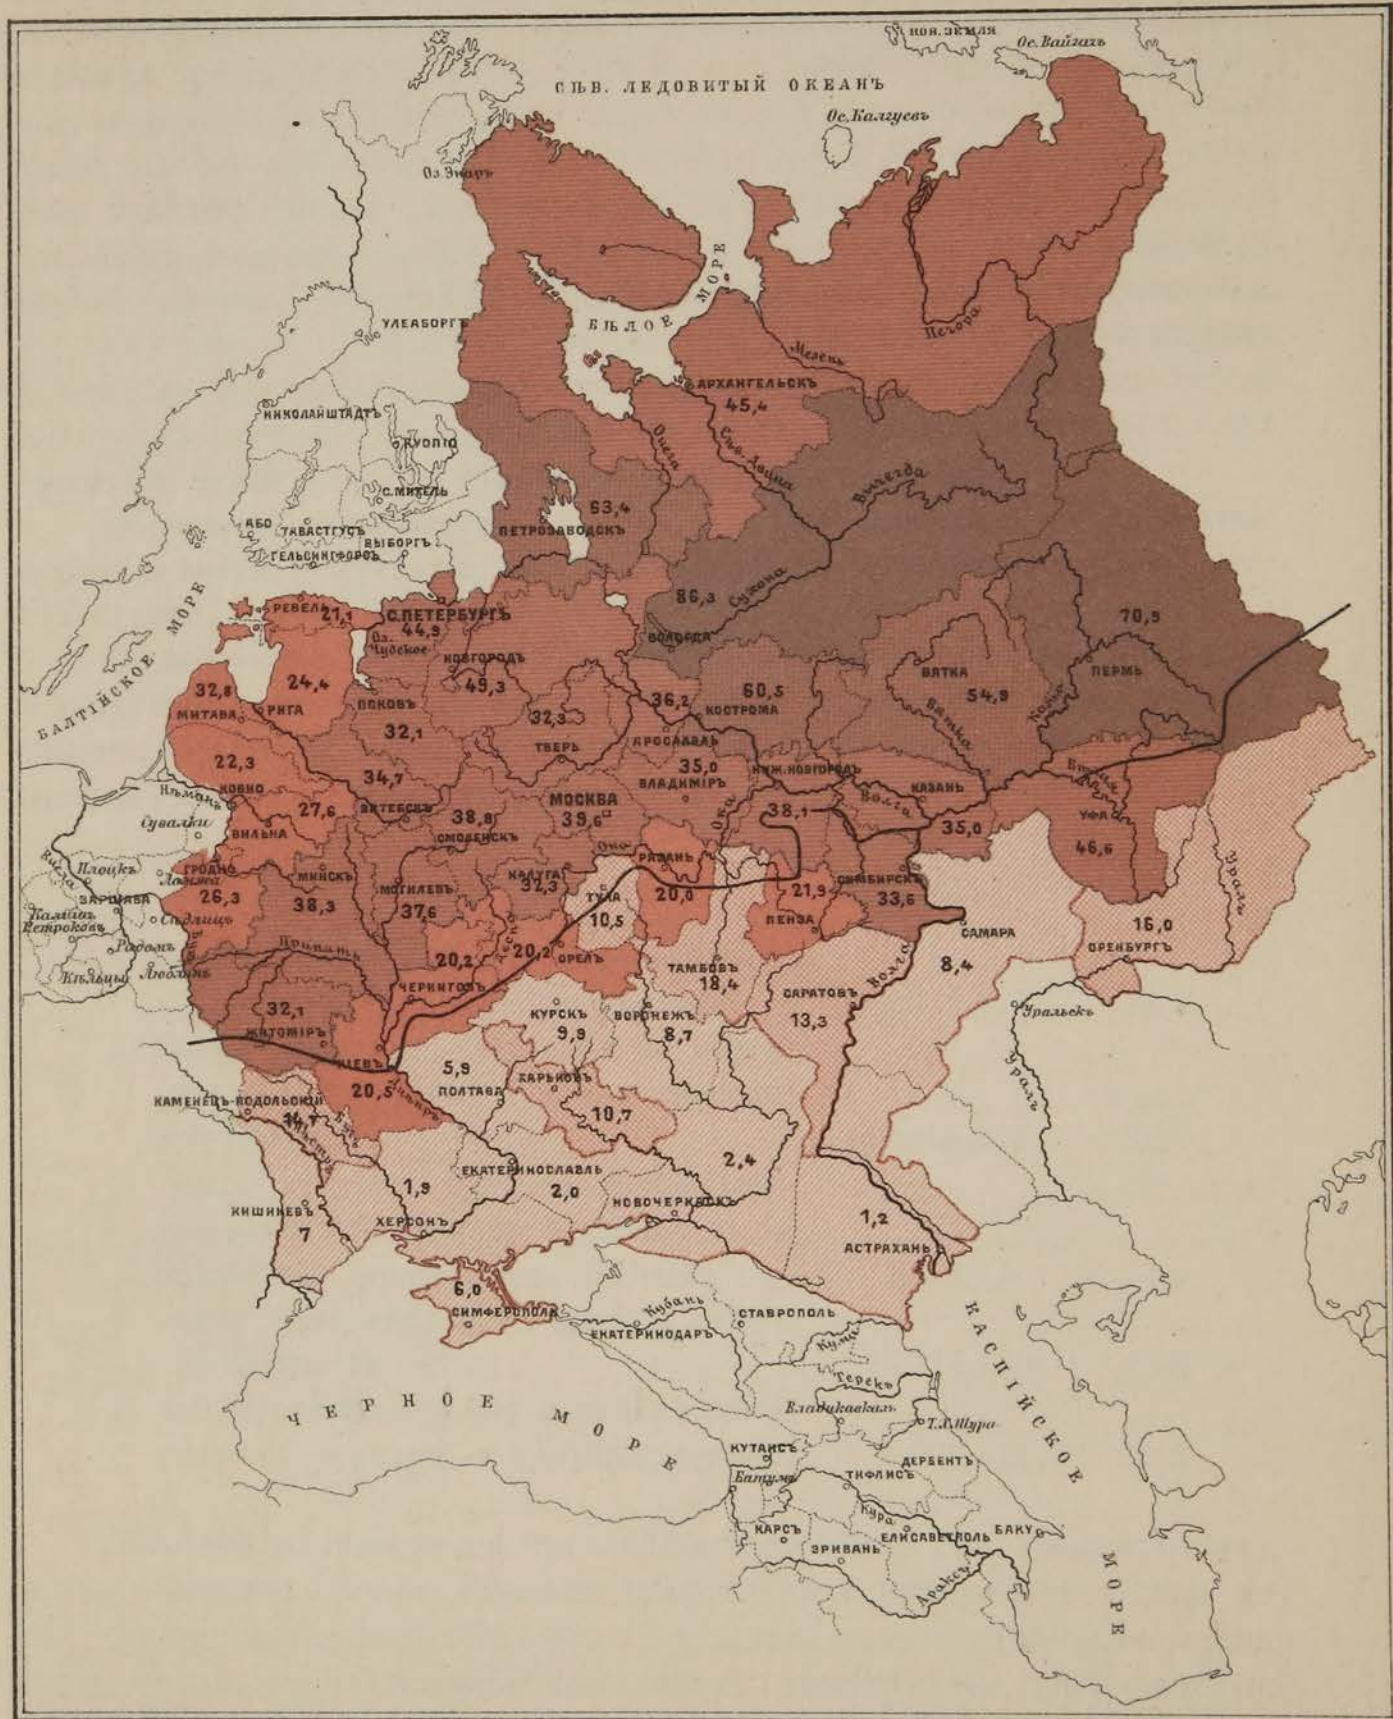 НОВ. ЗЕМЛЯ
Ос. Вайгачъ
СѢВ. ЛЕДОВИТЫЙ ОКЕАНЪ
Ос. Калгуевъ
Оз. Энаръ
БѢЛОЕ МОРЕ
Печора
Мезень
УЛЕАБОРГЪ
АРХАНГЕЛЬСКЪ
45,4
НИКОЛАЙШТАДТЪ
КУОПІО
Онега
Сѣв. Двина
Вычегда
С. МИХЕЛЬ
63,4
АБО
ТАВАСТГУСЪ
ВЫБОРГЪ
ПЕТРОЗАВОДСКЪ
ГЕЛЬСИНГФОРСЪ
БАЛТІЙСКОЕ МОРЕ
86,3
Сухона
РЕВЕЛЬ
21,1
С. ПЕТЕРБУРГЪ
44,9
70,9
Оз. Чудское
ВОЛОГДА
НОВГОРОДЪ
49,3
ВЯТКА
ПЕРМЬ
32,8
24,4
36,2
60,5
54,9
МИТАВА
РИГА
ПСКОВЪ
32,3
КОСТРОМА
Вятка
Кама
32,1
ТВЕРЬ
ЯРОСЛАВЛЬ
22,3
34,7
35,0
НИЖ. НОВГОРОДЪ
КОВНО
ВЛАДИМІРЪ
Нѣманъ
27,6
ВИТЕБСКЪ
38,8
МОСКВА
39,6
Ока
38,1
Волга
КАЗАНЬ
35,0
УФА
46,6
Сувалки
ВИЛЬНА
СМОЛЕНСКЪ
Висла
Плоцкъ
Ломжа
ГРОДНО
26,3
МИНСКЪ
38,3
МОГИЛЕВЪ
37,6
КАЛУГА
32,3
Ока
РЯЗАНЬ
20,0
ТУЛА
10,5
21,9
ПЕНЗА
СИМБИРСКЪ
33,6
Уралъ
ВАРШАВА
Калишъ
Петроковъ
Сѣдлицъ
Радомъ
Люблинъ
Кѣльцы
Бугъ
Припять
20,2
Десна
20,2
ОРЕЛЪ
САМАРА
8,4
16,0
ОРЕНБУРГЪ
ТАМБОВЪ
18,4
Волга
ЧЕРНИГОВЪ
САРАТОВЪ
13,3
Уральскъ
32,1
ЖИТОМІРЪ
КУРСКЪ
9,9
ВОРОНЕЖЪ
8,7
КІЕВЪ
20,5
5,9
ПОЛТАВА
ХАРЬКОВЪ
10,7
Уралъ
КАМЕНЕЦЪ-ПОДОЛЬСКІЙ
Днѣпръ
Бугъ
Днѣстръ
2,4
ЕКАТЕРИНОСЛАВЛЬ
2,0
1,9
КИШИНЕВЪ
7
ХЕРСОНЪ
НОВОЧЕРКАСКЪ
1,2
АСТРАХАНЬ
6,0
СИМФЕРОПОЛЬ
Кубань
ЕКАТЕРИНОДАРЪ
СТАВРОПОЛЬ
Кума
КАСПІЙСКОЕ МОРЕ
Терекъ
Владикавказъ
ЧЕРНОЕ МОРЕ
Т.Х.Шура
КУТАИСЪ
Батумъ
ДЕРБЕНТЪ
ТИФЛИСЪ
Кура
КАРСЪ
ЕЛИСАВЕТПОЛЬ
БАКУ
ЭРИВАНЬ
Араксъ